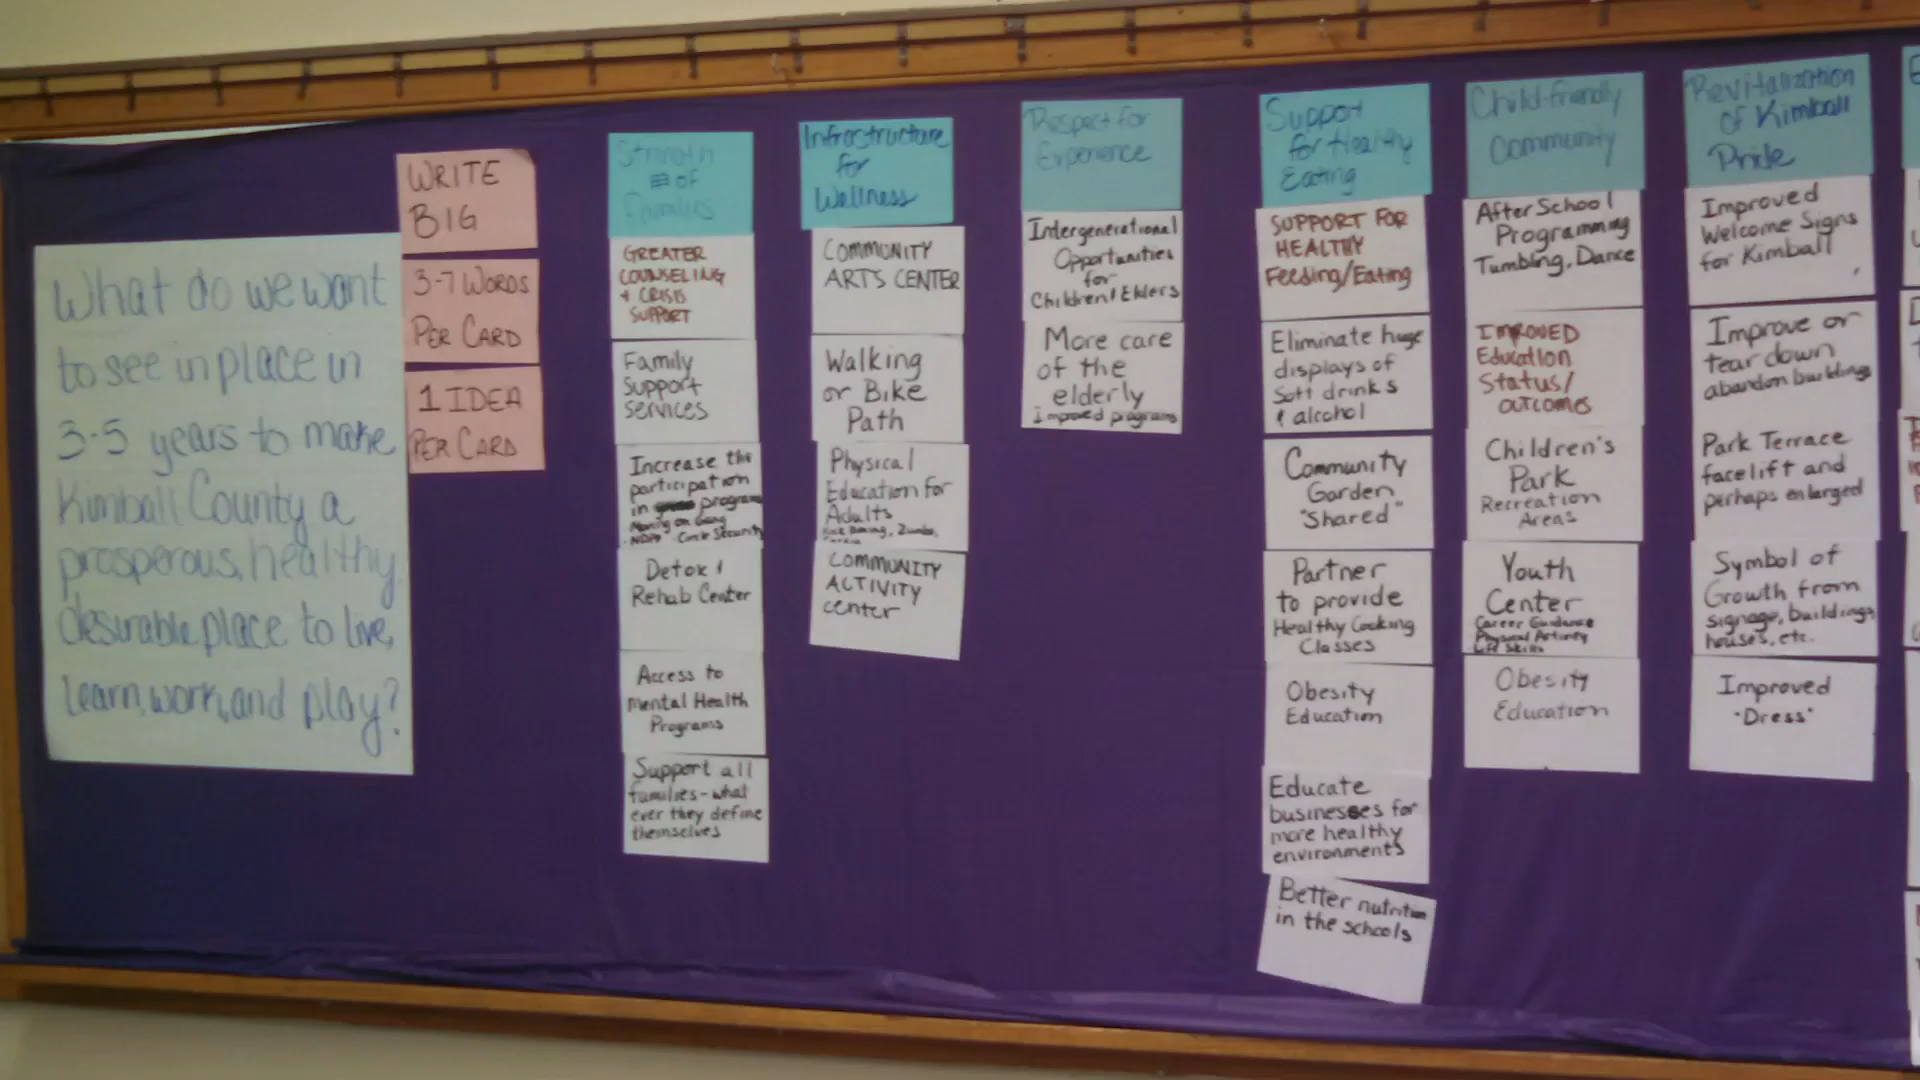 What do we want
to see in place in
3-5 years to make
Kimball County a
prosperous, healthy
desirable place to live,
learn, work, and play?
WRITE
BIG
3-7 WORDS
PER CARD
1 IDEA
PER CARD
Strength
of
Families
GREATER
COUNSELING
+ CRISIS
SUPPORT
Family
Support
Services
Increase the
participation
in programs
Circle Security
Detox &
Rehab Center
Access to
Mental Health
Programs
Support all
families - what
ever they define
themselves
Infrastructure
for
Wellness
COMMUNITY
ARTS CENTER
Walking
or Bike
Path
Physical
Education for
Adults
COMMUNITY
ACTIVITY
center
Respect for
Experience
Intergenerational
Opportunities
for
Children/Elders
More care
of the
elderly
Improved programs
Support
for Healthy
Eating
SUPPORT FOR
HEALTHY
Feeding/Eating
Eliminate huge
displays of
Soft drinks
& alcohol
Community
Garden
"Shared"
Partner
to provide
Healthy Cooking
Classes
Obesity
Education
Educate
businesses for
more healthy
environments
Better nutrition
in the schools
Child-friendly
Community
After School
Programming
Tumbling, Dance
IMPROVED
Education
Status/
outcomes
Children's
Park
Recreation
Areas
Youth
Center
Career Guidance
Physical Activity
Life Skills
Obesity
Education
Revitalization
of Kimball
Pride
Improved
Welcome Signs
for Kimball
Improve or
tear down
abandon buildings
Park Terrace
facelift and
perhaps enlarged
Symbol of
Growth from
signage, buildings,
houses, etc.
Improved
"Dress"